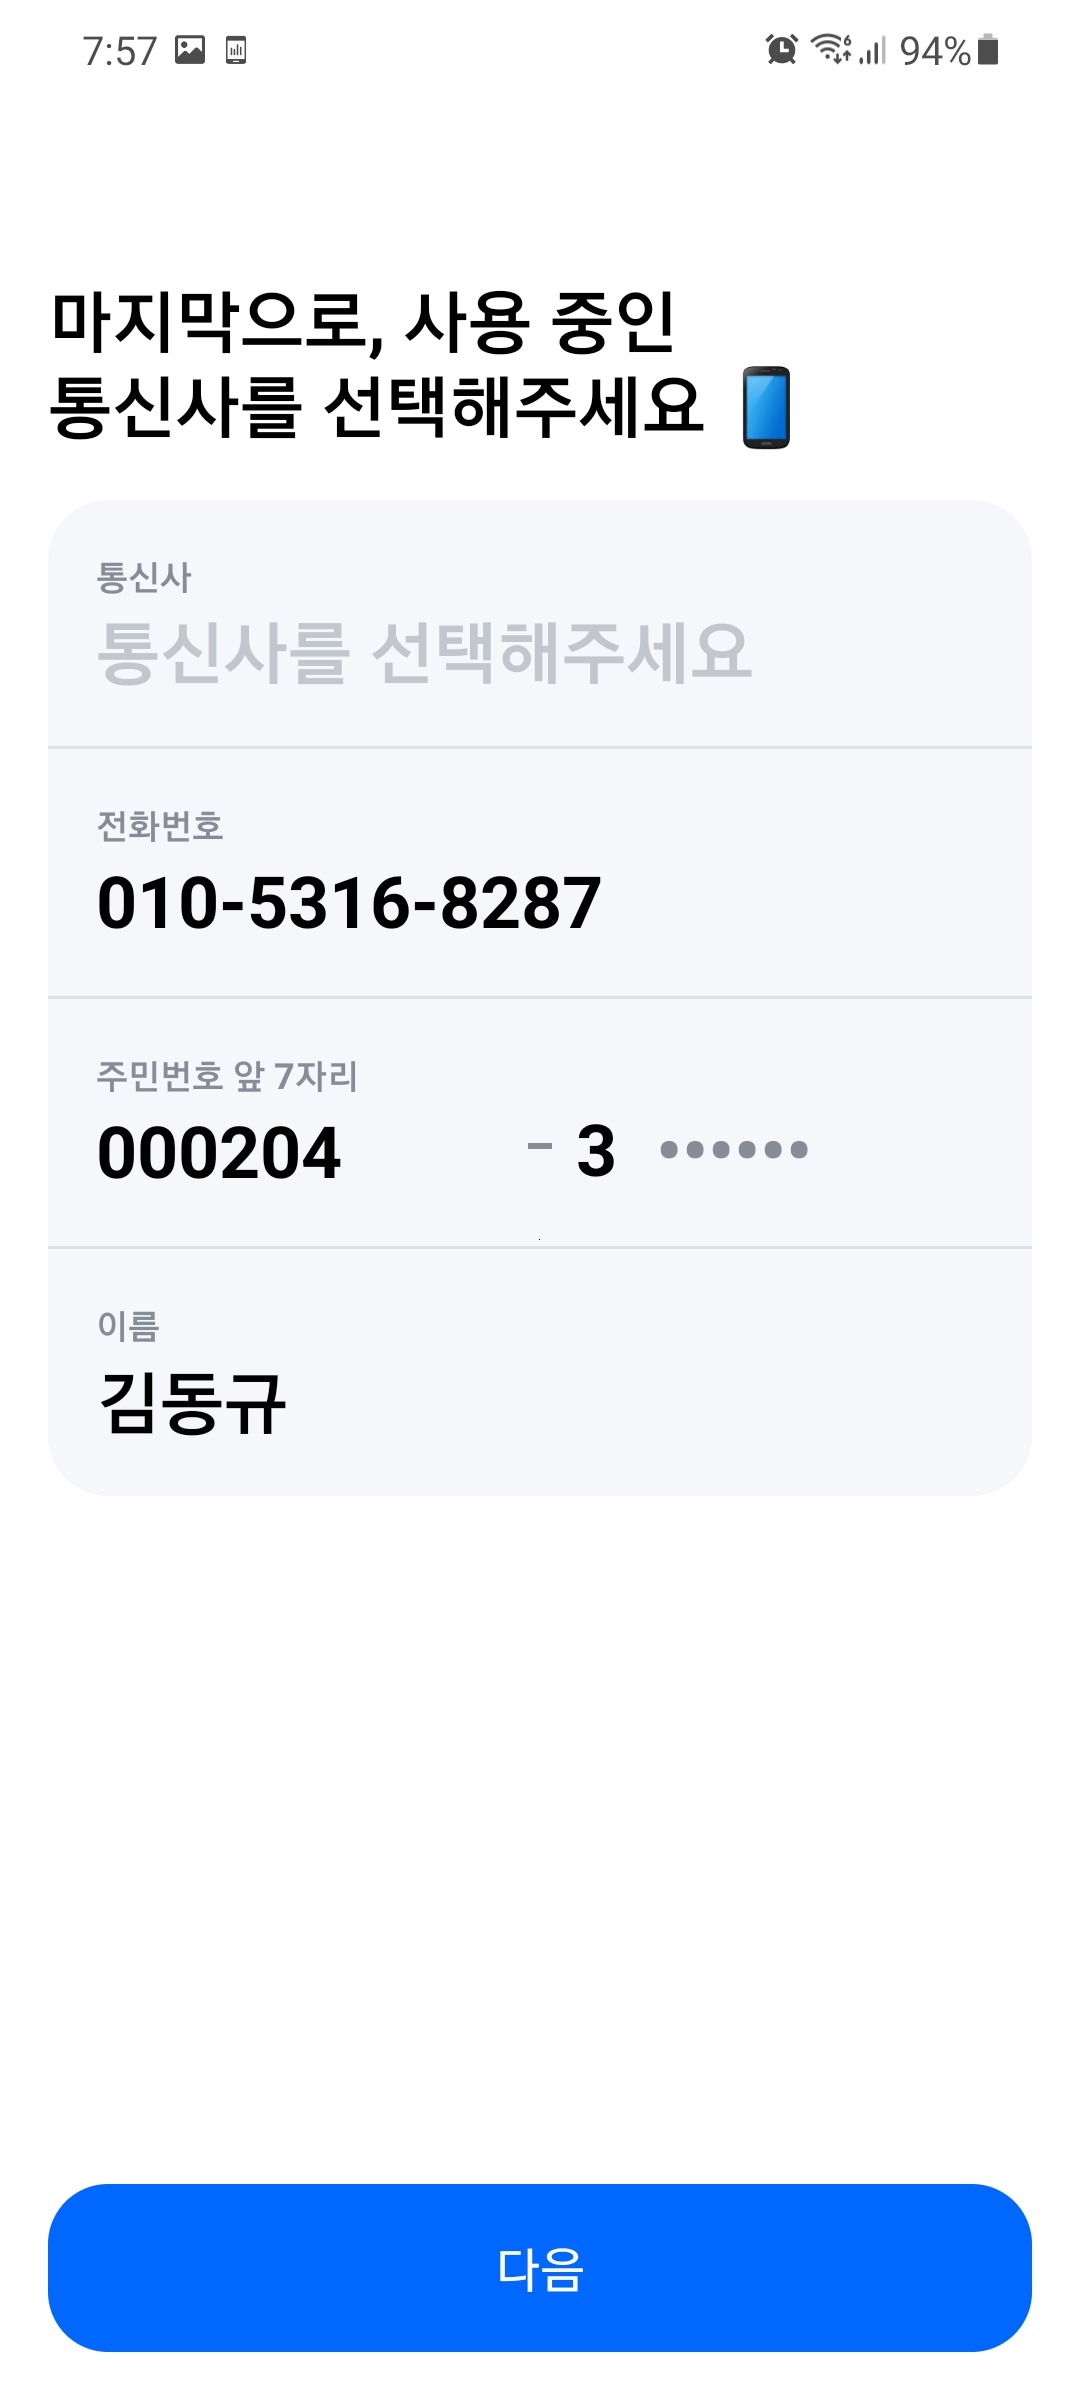 7:57 94%
마지막으로, 사용 중인
통신사를 선택해주세요
통신사
통신사를 선택해주세요
전화번호
010-5316-8287
주민번호 앞 7자리
000204 - 3 ••••••
이름
김동규
다음